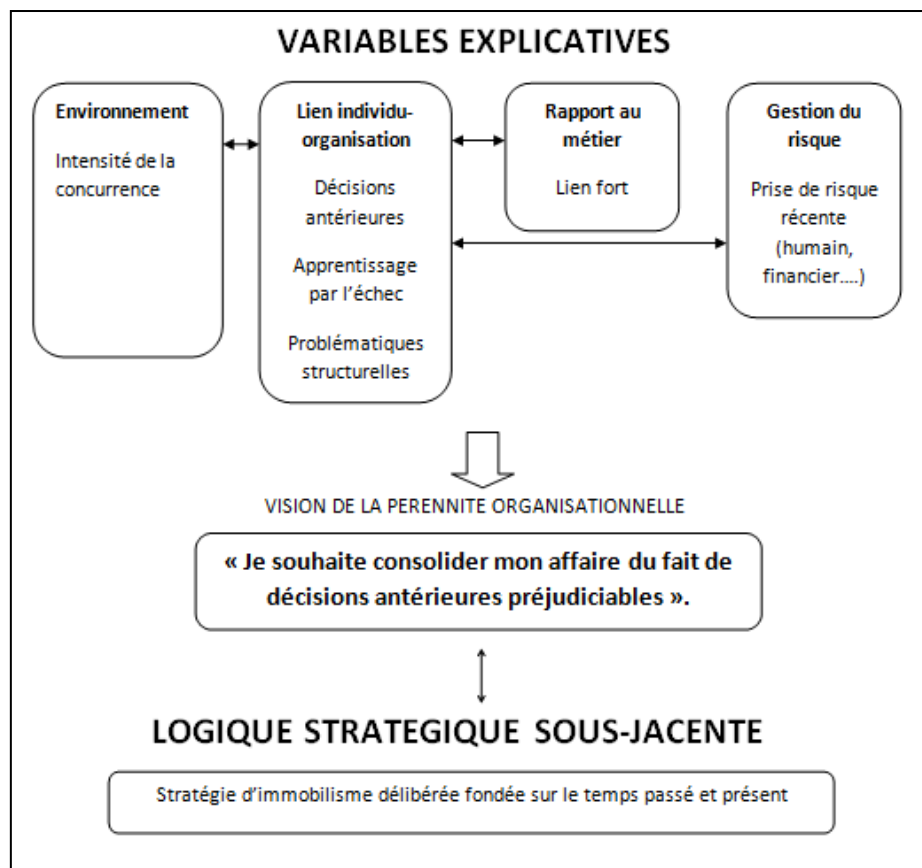 VARIABLES EXPLICATIVES
Environnement
Intensité de la
concurrence
Lien individu-
organisation
Décisions
antérieures
Apprentissage
par l’échec
Problématiques
structurelles
Rapport au
métier
Lien fort
Gestion du
risque
Prise de risque
récente
(humain,
financier....)
VISION DE LA PERENNITE ORGANISATIONNELLE
« Je souhaite consolider mon affaire du fait de
décisions antérieures préjudiciables ».
LOGIQUE STRATEGIQUE SOUS-JACENTE
Stratégie d’immobilisme délibérée fondée sur le temps passé et présent